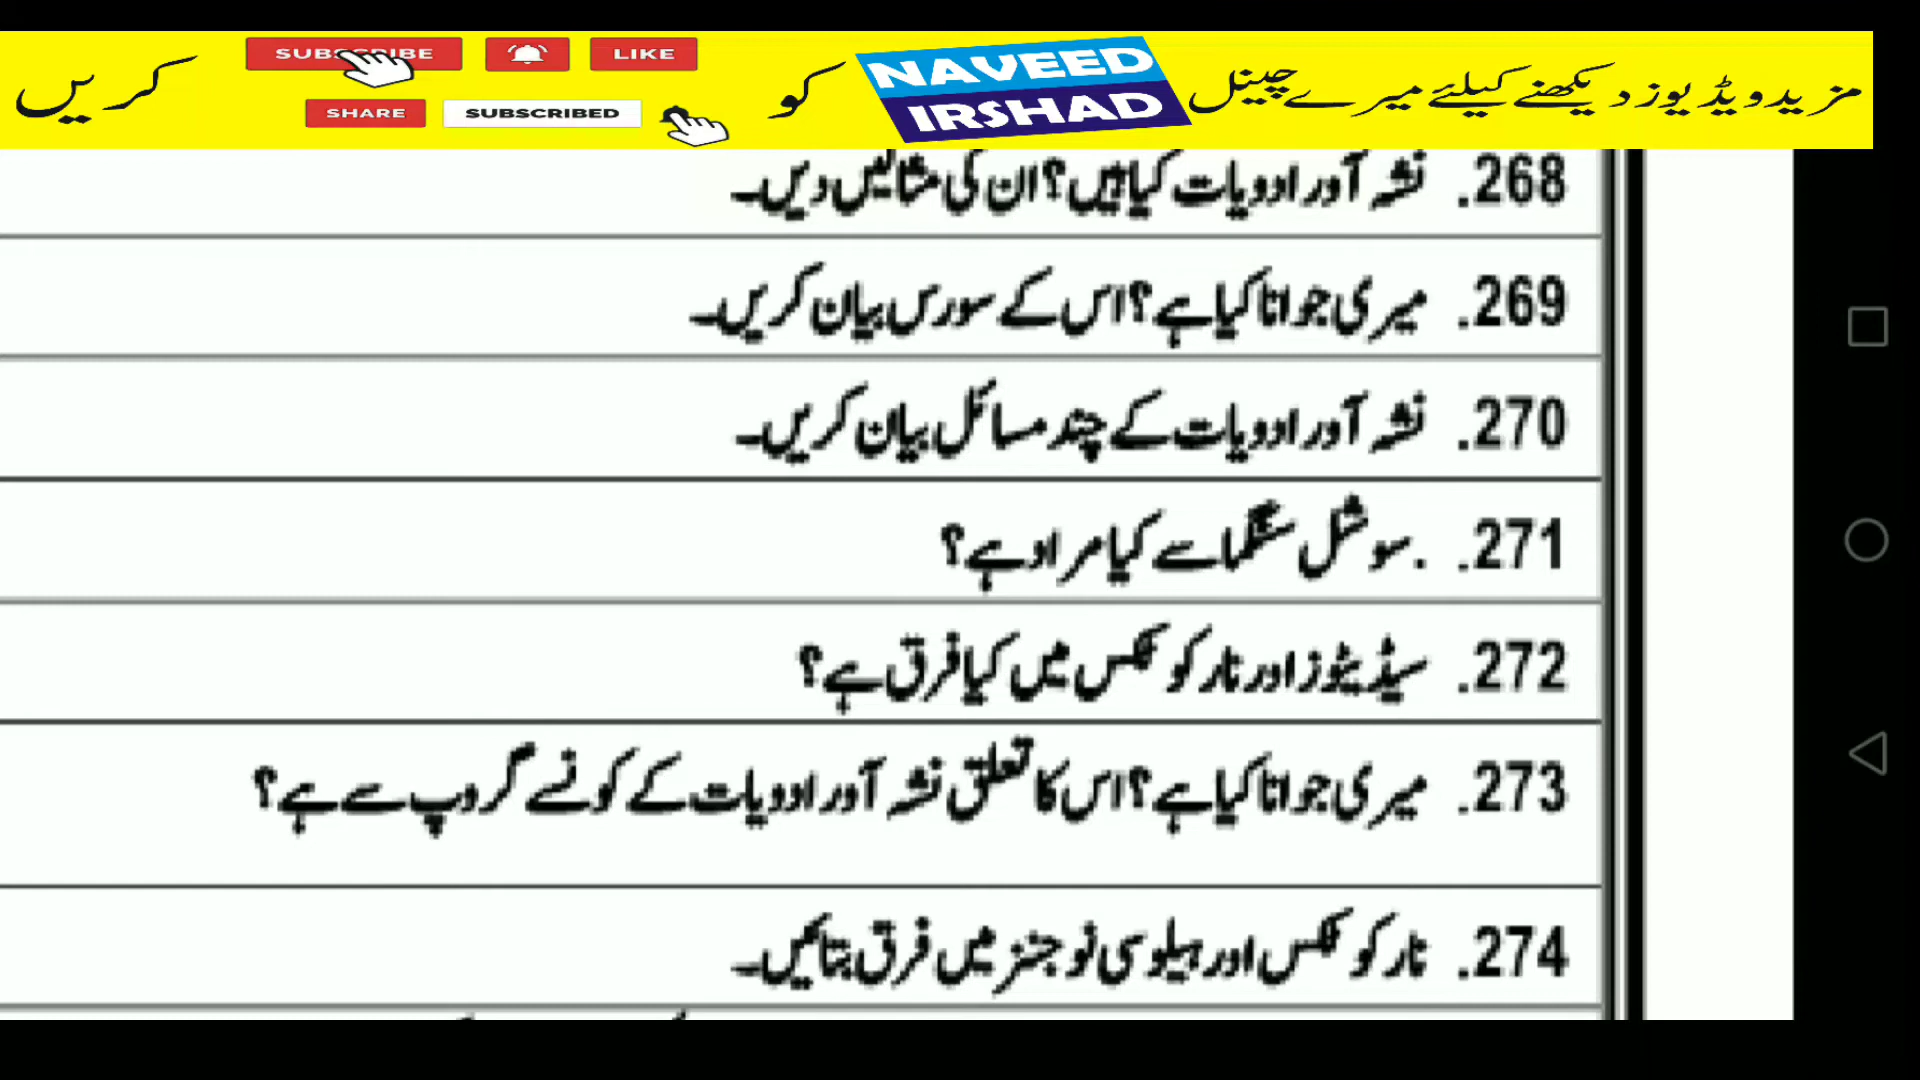 مزید ویڈیوز دیکھنے کیلئے میرے چینل NAVEED IRSHAD کو SUBSCRIBE LIKE کریں
SHARE SUBSCRIBED
268. نشہ آور ادویات کیا ہیں؟ ان کی مثالیں دیں۔
269. میری جوانا کیا ہے؟ اس کے سورس بیان کریں۔
270. نشہ آور ادویات کے چند مسائل بیان کریں۔
271. .سوشل سٹگما سے کیا مراد ہے؟
272. سیڈیٹوز اور نارکوٹکس میں کیا فرق ہے؟
273. میری جوانا کیا ہے؟ اس کا تعلق نشہ آور ادویات کے کونسے گروپ سے ہے؟
274. نارکوٹکس اور ہیلوسی نوجنز میں فرق بتائیں۔